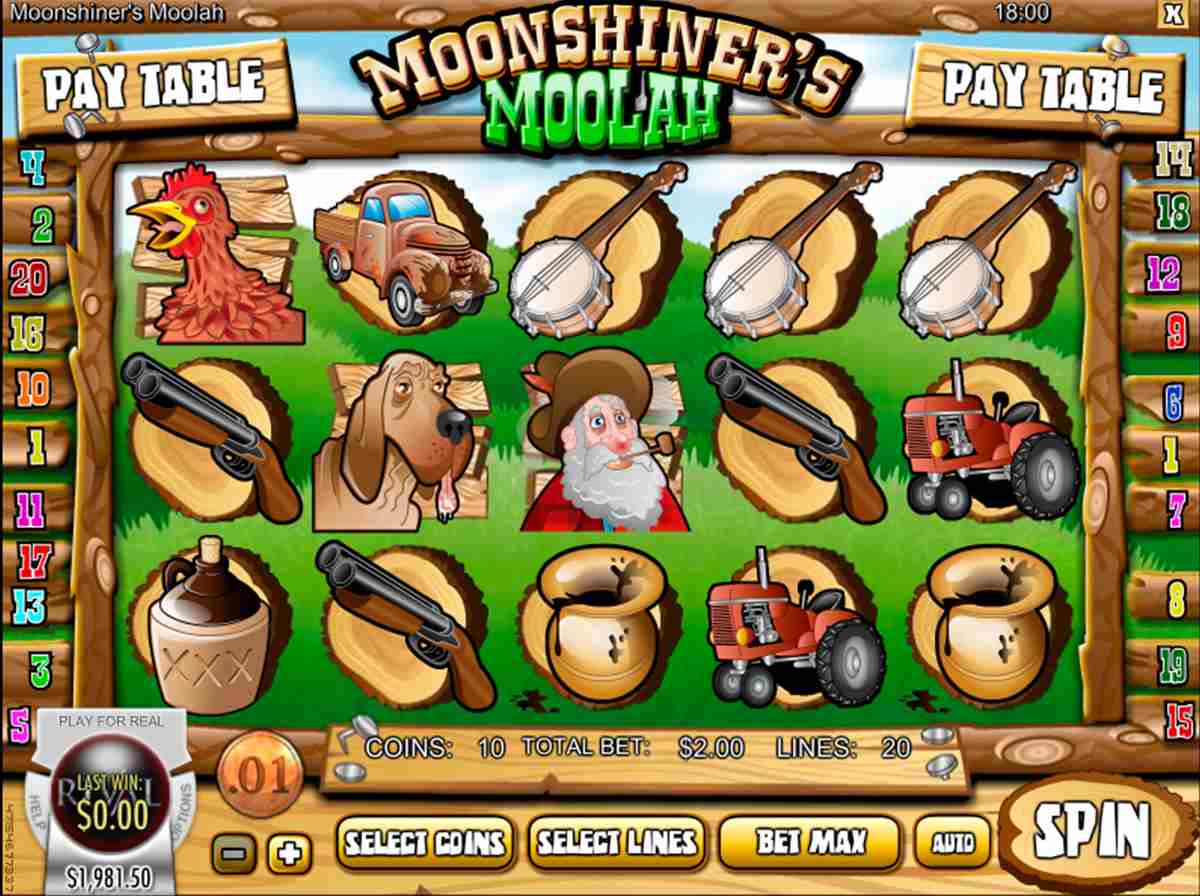 Moonshiner's Moolah
18:00
X
MOONSHINER'S
MOOLAH
PAY TABLE
PAY TABLE
4
2
20
16
10
1
11
17
13
3
5
14
18
12
9
6
1
7
8
19
15
XXX
COINS: 10 TOTAL BET: $2.00 LINES: 20
PLAY FOR REAL
RIVAL
LAST WIN:
$0.00
HELP
OPTIONS
$1,981.50
.01
SELECT COINS
SELECT LINES
BET MAX
AUTO
SPIN